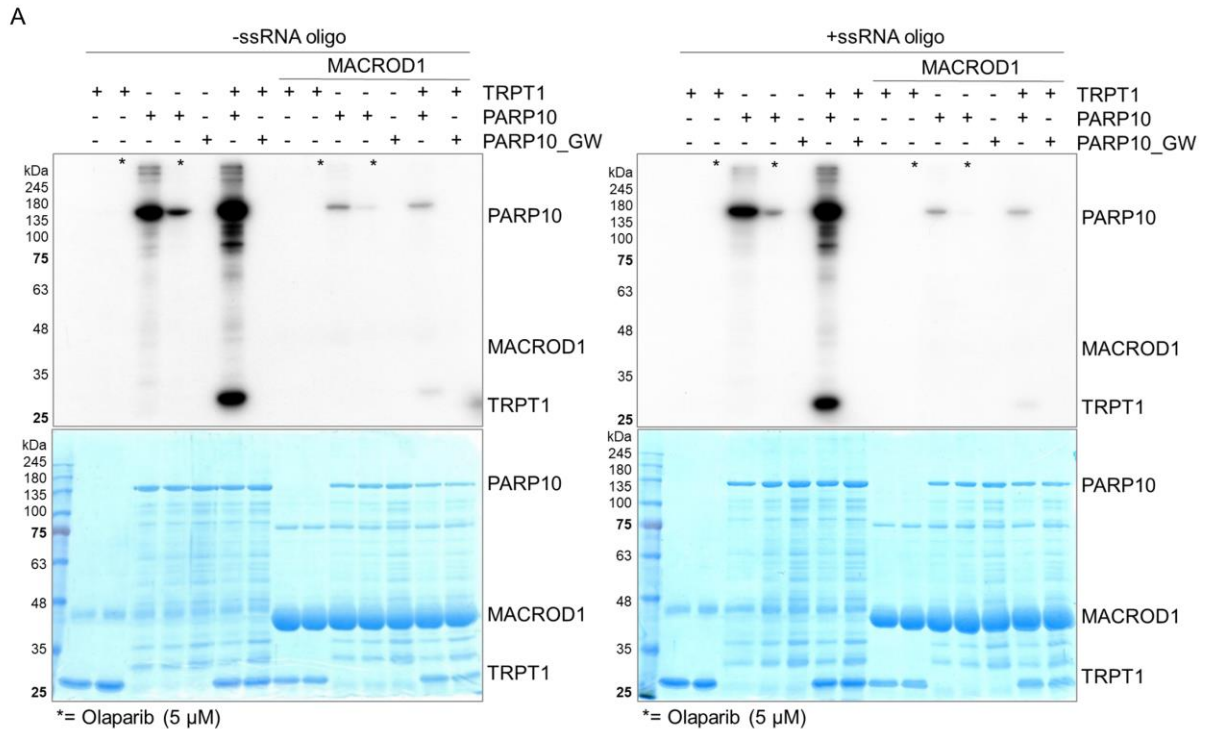 A
-ssRNA oligo
MACROD1
+ + - - - + + + + - - - + + TRPT1
- - + + - + - - - + + - + - PARP10
- - - - + - + - - - - + - + PARP10_GW
* * * *
kDa
245
180
135
100
75
63
48
35
25
PARP10
MACROD1
TRPT1
kDa
245
180
135
100
75
63
48
35
25
PARP10
MACROD1
TRPT1
*= Olaparib (5 µM)
+ssRNA oligo
MACROD1
+ + - - - + + + + - - - + + TRPT1
- - + + - + - - - + + - + - PARP10
- - - - + - + - - - - + - + PARP10_GW
* * * *
kDa
245
180
135
100
75
63
48
35
25
PARP10
MACROD1
TRPT1
kDa
245
180
135
100
75
63
48
35
25
PARP10
MACROD1
TRPT1
*= Olaparib (5 µM)